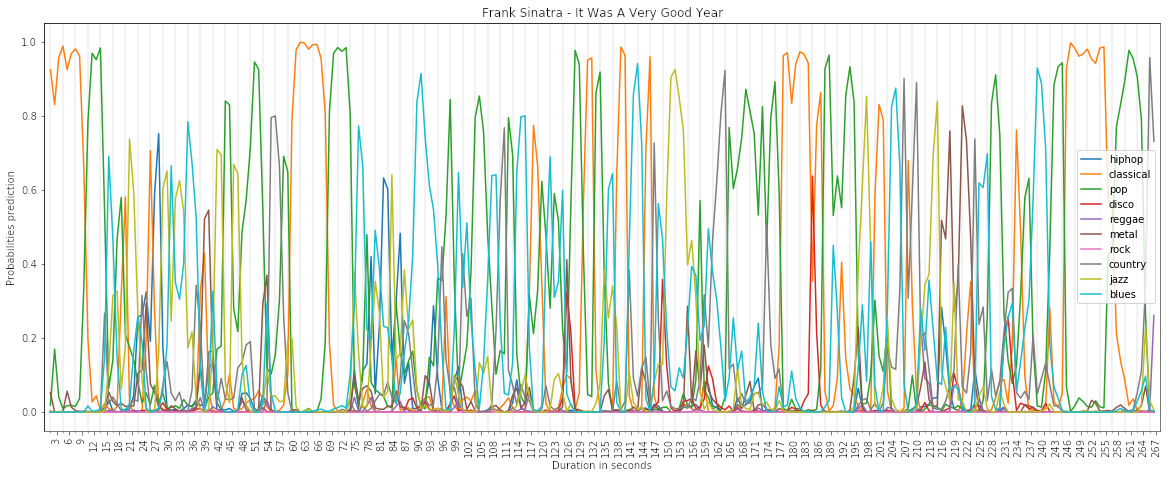 Frank Sinatra - It Was A Very Good Year
Probabilities prediction
1.0
0.8
0.6
0.4
0.2
0.0
hiphop
classical
pop
disco
reggae
metal
rock
country
jazz
blues
3 6 9 12 15 18 21 24 27 30 33 36 39 42 45 48 51 54 57 60 63 66 69 72 75 78 81 84 87 90 93 96 99 102 105 108 111 114 117 120 123 126 129 132 135 138 141 144 147 150 153 156 159 162 165 168 171 174 177 180 183 186 189 192 195 198 201 204 207 210 213 216 219 222 225 228 231 234 237 240 243 246 249 252 255 258 261 264 267
Duration in seconds